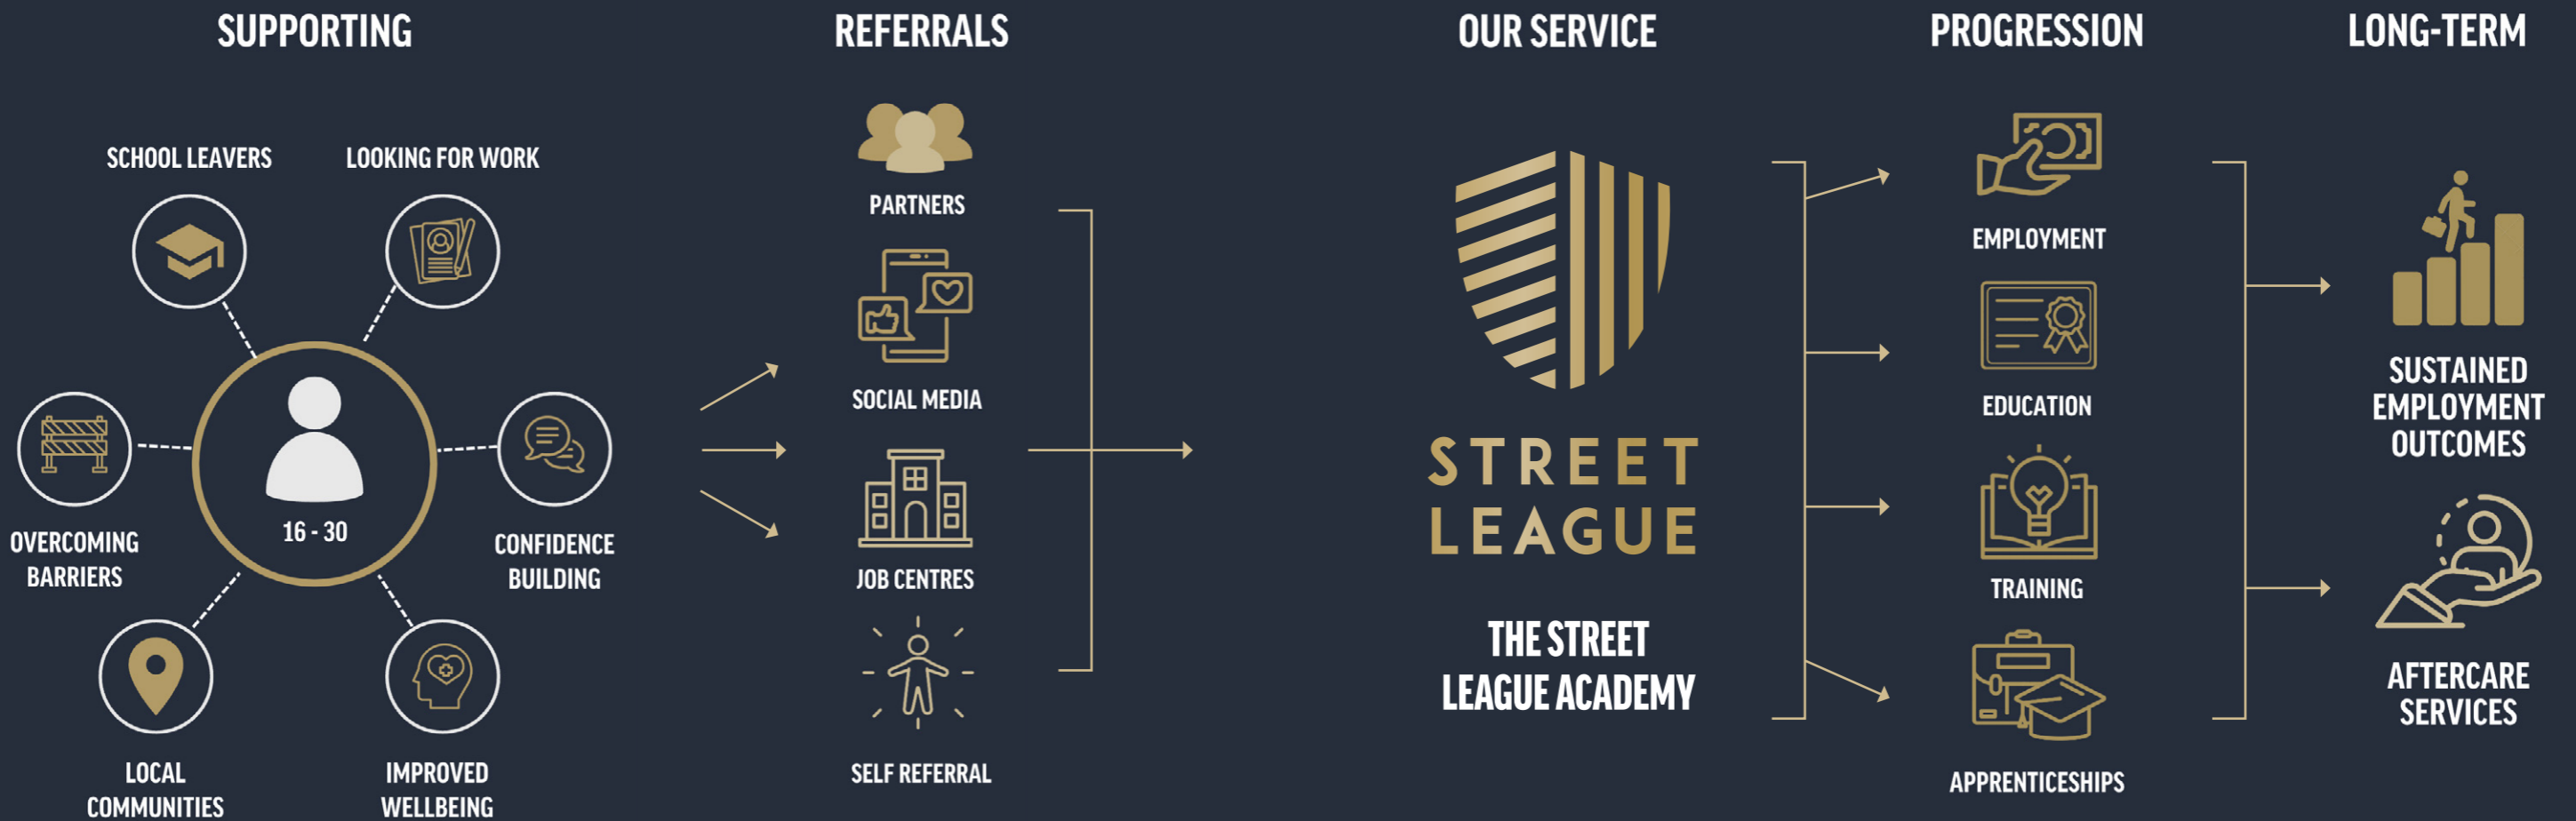 SUPPORTING
SCHOOL LEAVERS
LOOKING FOR WORK
OVERCOMING
BARRIERS
16 - 30
CONFIDENCE
BUILDING
LOCAL
COMMUNITIES
IMPROVED
WELLBEING
REFERRALS
PARTNERS
SOCIAL MEDIA
JOB CENTRES
SELF REFERRAL
OUR SERVICE
STREET
LEAGUE
THE STREET
LEAGUE ACADEMY
PROGRESSION
EMPLOYMENT
EDUCATION
TRAINING
APPRENTICESHIPS
LONG-TERM
SUSTAINED
EMPLOYMENT
OUTCOMES
AFTERCARE
SERVICES